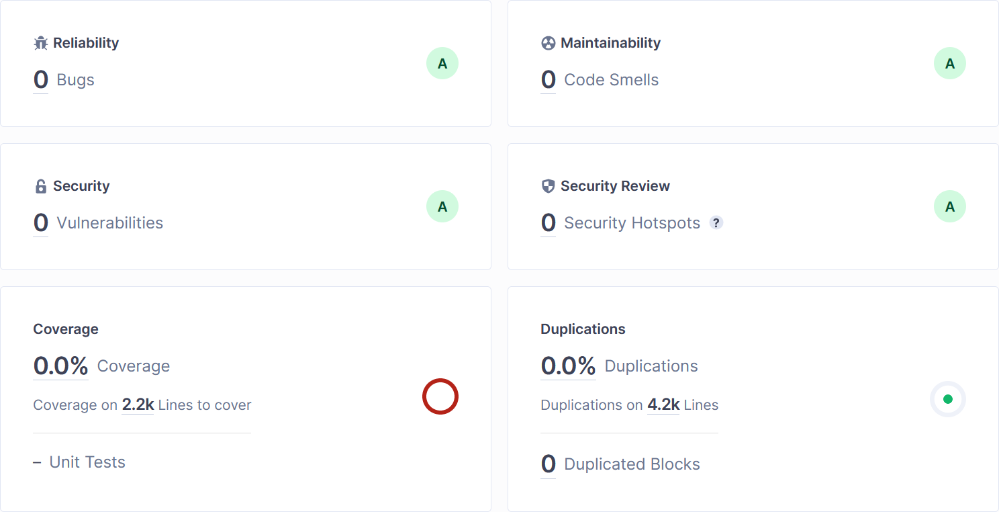 Reliability
0 Bugs
A
Maintainability
0 Code Smells
A
Security
0 Vulnerabilities
A
Security Review
0 Security Hotspots ?
A
Coverage
0.0% Coverage
Coverage on 2.2k Lines to cover
– Unit Tests
Duplications
0.0% Duplications
Duplications on 4.2k Lines
0 Duplicated Blocks